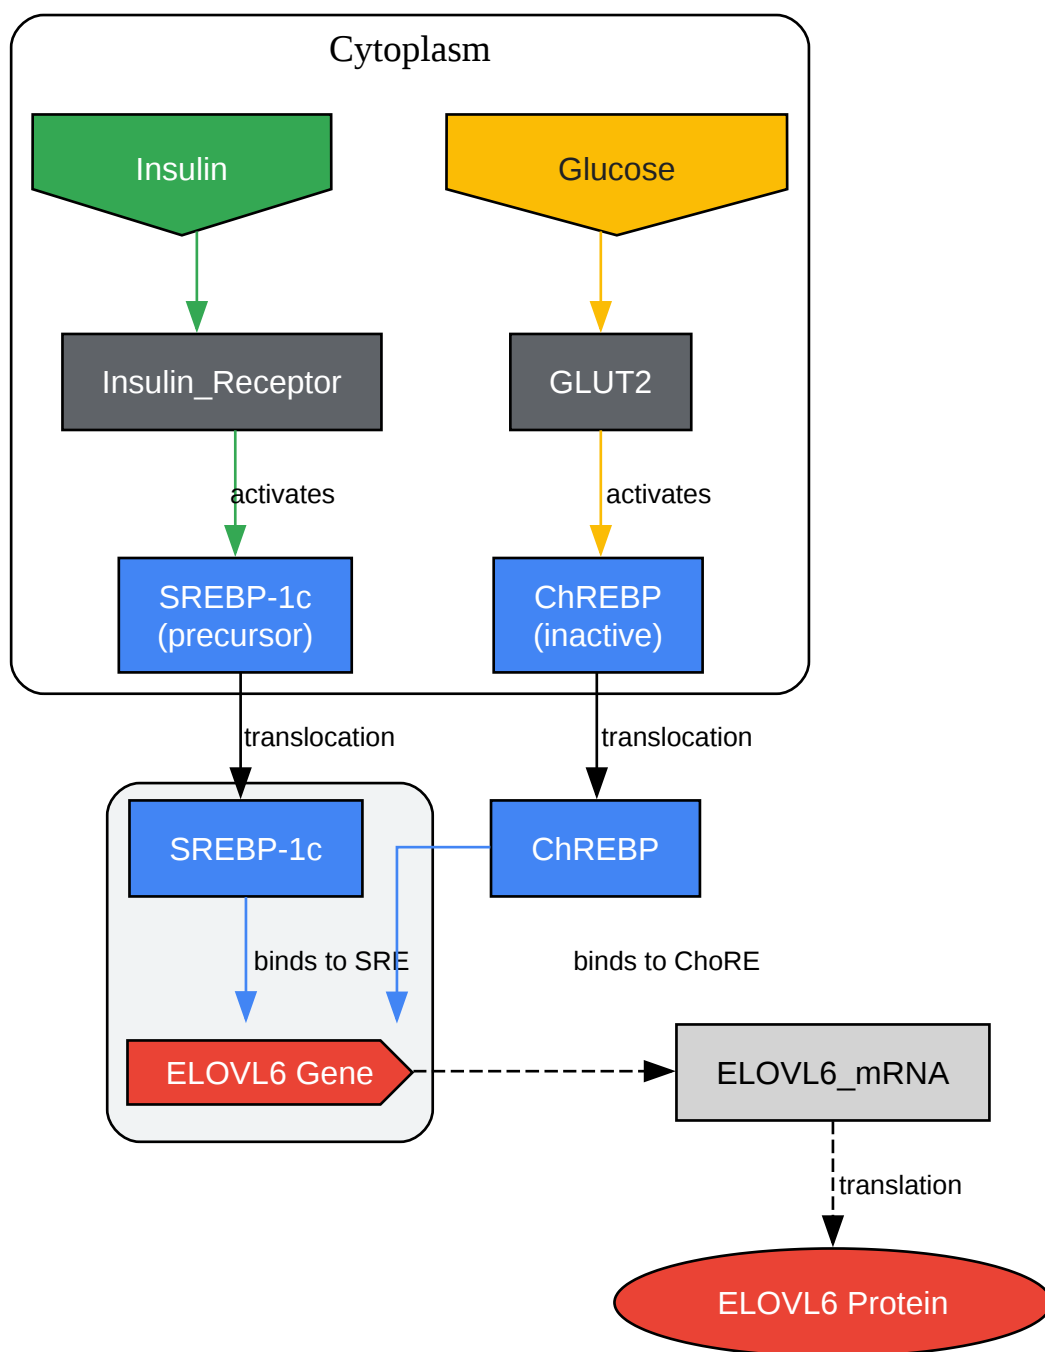 Cytoplasm
Insulin
Glucose
Insulin_Receptor
GLUT2
activates
activates
SREBP-1c
(precursor)
ChREBP
(inactive)
translocation
translocation
SREBP-1c
ChREBP
binds to SRE
binds to ChoRE
ELOVL6 Gene
ELOVL6_mRNA
translation
ELOVL6 Protein